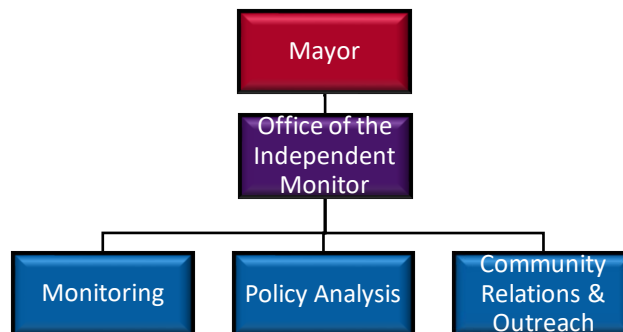 Mayor
Office of the
Independent
Monitor
Monitoring
Policy Analysis
Community
Relations &
Outreach